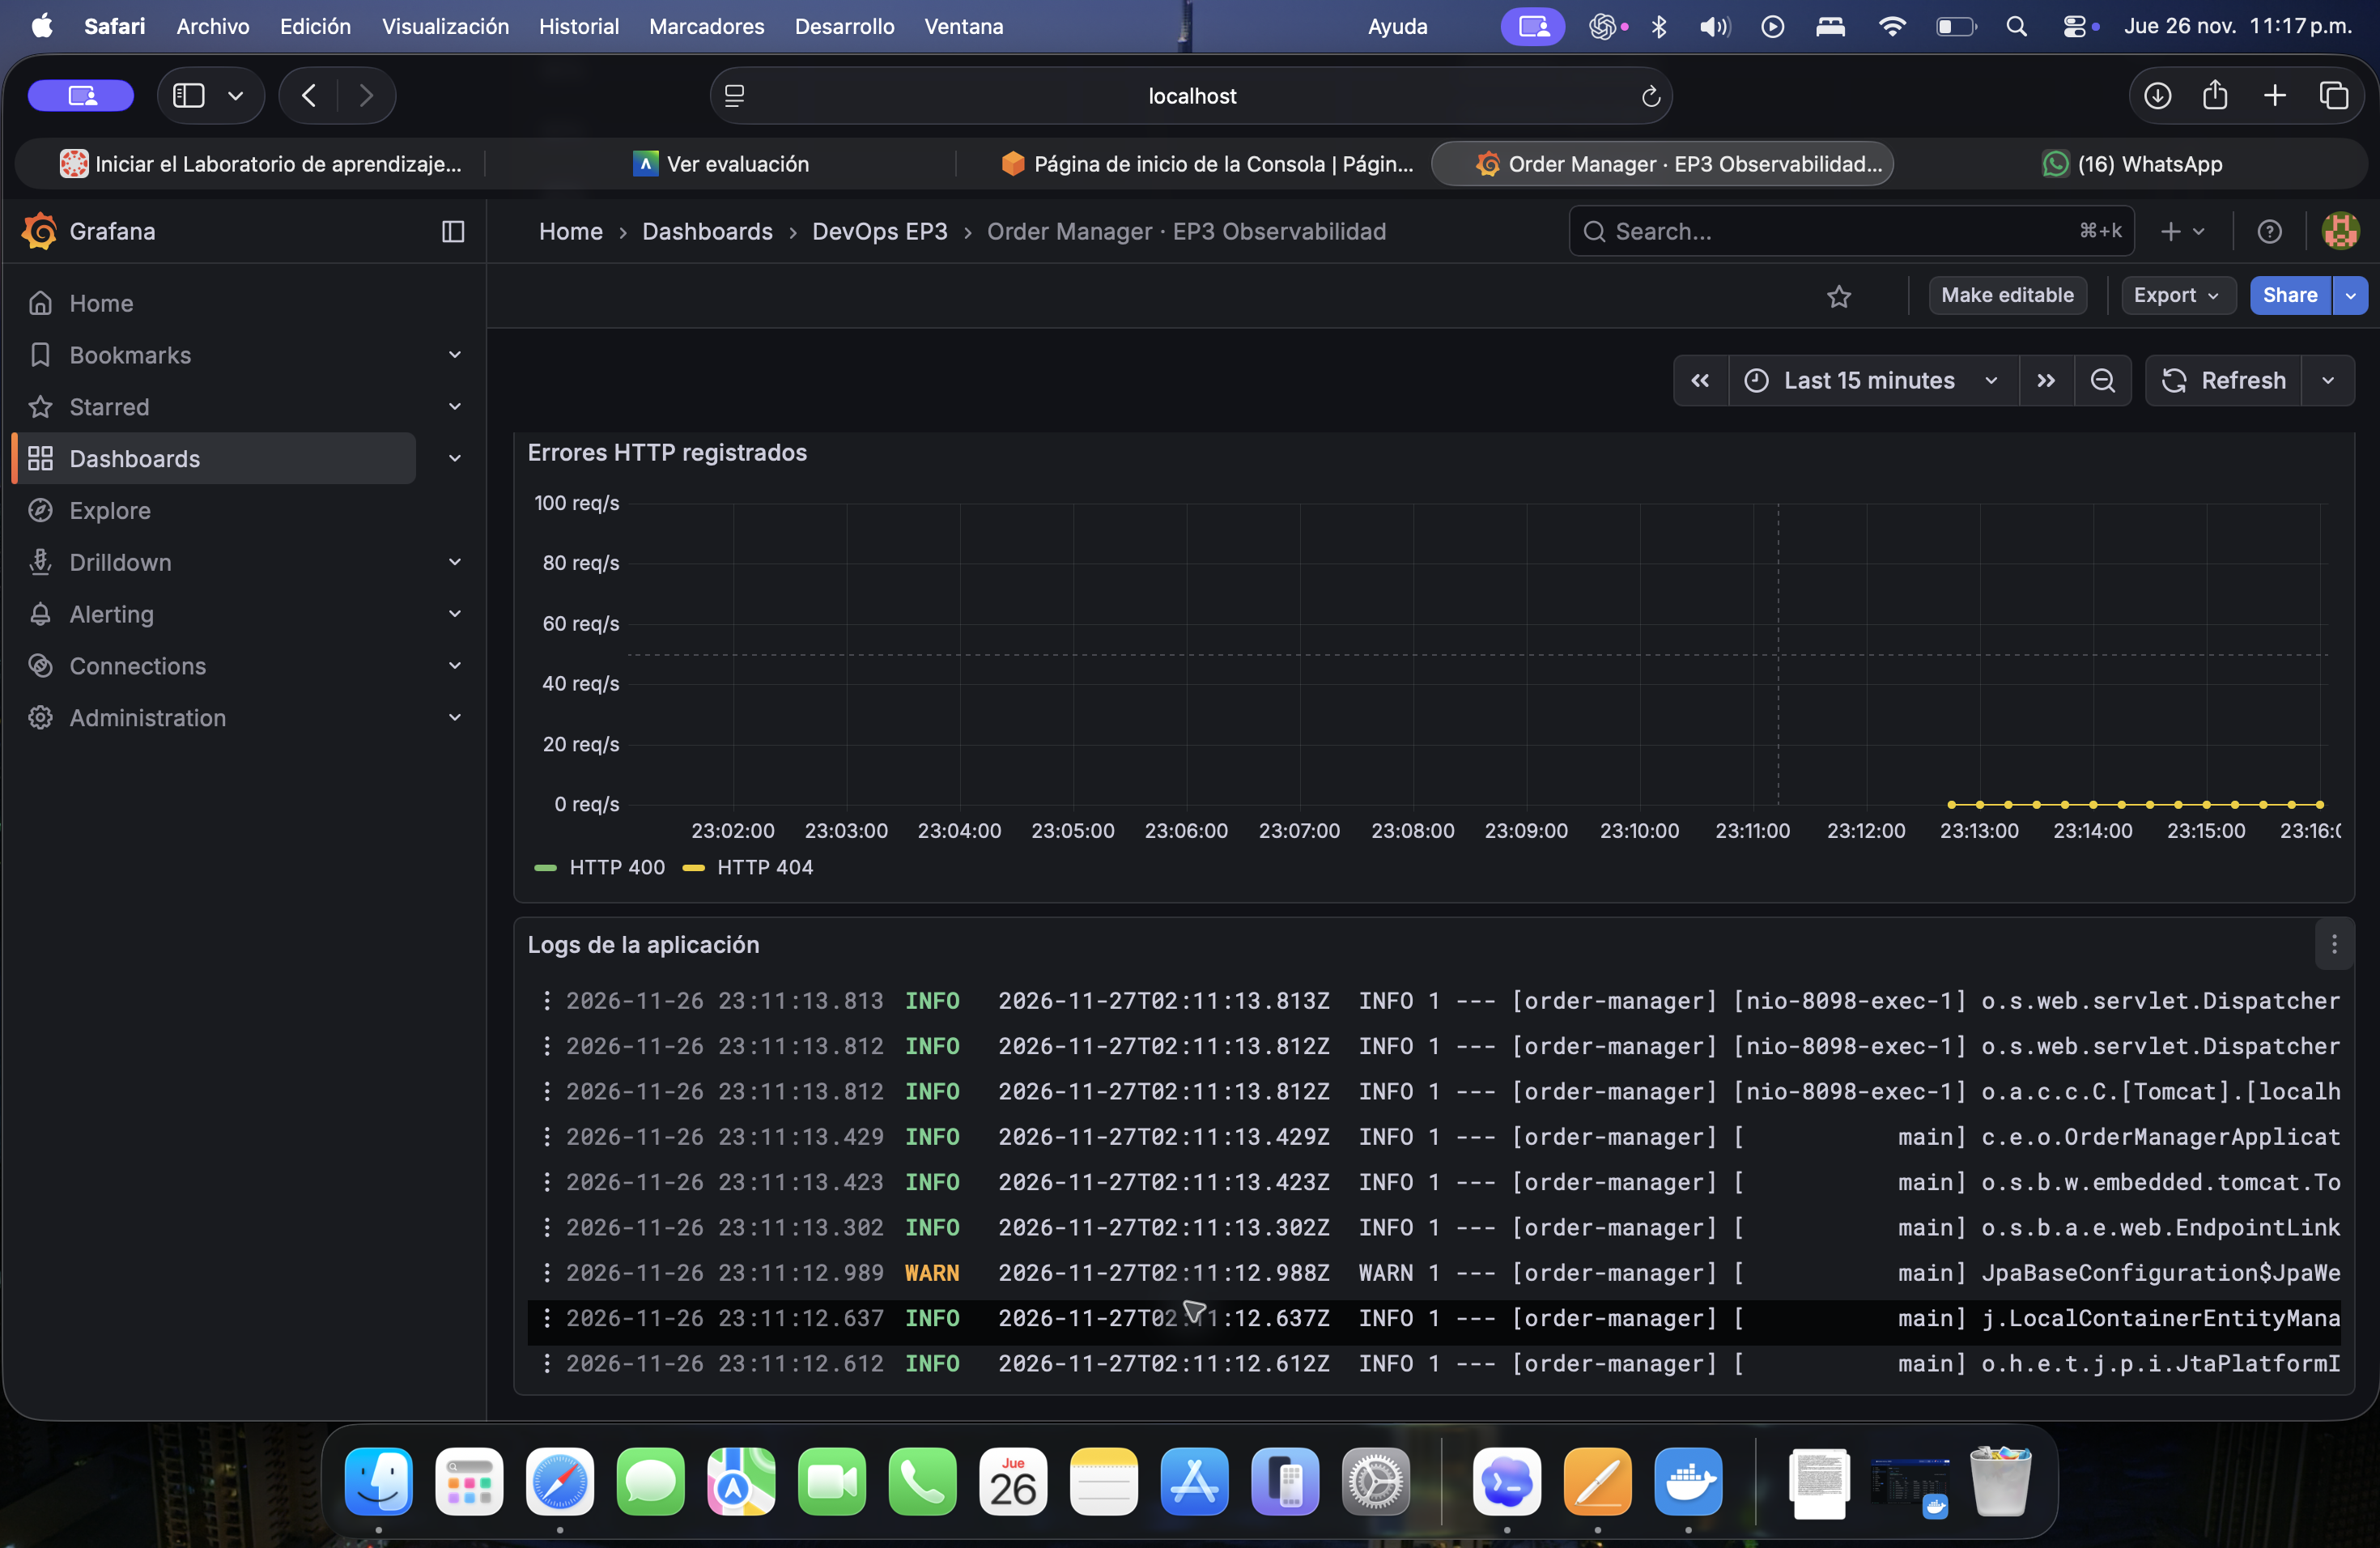 Safari Archivo Edición Visualización Historial Marcadores Desarrollo Ventana Ayuda Jue 26 nov. 11:17 p.m.
localhost
Iniciar el Laboratorio de aprendizaje... Ver evaluación Página de inicio de la Consola | Págin... Order Manager · EP3 Observabilidad... (16) WhatsApp
Grafana
Home › Dashboards › DevOps EP3 › Order Manager · EP3 Observabilidad
Search... ⌘+k
Make editable Export Share
Home
Bookmarks
Starred
Dashboards
Explore
Drilldown
Alerting
Connections
Administration
Last 15 minutes Refresh
Errores HTTP registrados
100 req/s
80 req/s
60 req/s
40 req/s
20 req/s
0 req/s
23:02:00 23:03:00 23:04:00 23:05:00 23:06:00 23:07:00 23:08:00 23:09:00 23:10:00 23:11:00 23:12:00 23:13:00 23:14:00 23:15:00 23:16:0
HTTP 400 HTTP 404
Logs de la aplicación
2026-11-26 23:11:13.813 INFO 2026-11-27T02:11:13.813Z INFO 1 --- [order-manager] [nio-8098-exec-1] o.s.web.servlet.Dispatcher
2026-11-26 23:11:13.812 INFO 2026-11-27T02:11:13.812Z INFO 1 --- [order-manager] [nio-8098-exec-1] o.s.web.servlet.Dispatcher
2026-11-26 23:11:13.812 INFO 2026-11-27T02:11:13.812Z INFO 1 --- [order-manager] [nio-8098-exec-1] o.a.c.c.C.[Tomcat].[localh
2026-11-26 23:11:13.429 INFO 2026-11-27T02:11:13.429Z INFO 1 --- [order-manager] [ main] c.e.o.OrderManagerApplicat
2026-11-26 23:11:13.423 INFO 2026-11-27T02:11:13.423Z INFO 1 --- [order-manager] [ main] o.s.b.w.embedded.tomcat.To
2026-11-26 23:11:13.302 INFO 2026-11-27T02:11:13.302Z INFO 1 --- [order-manager] [ main] o.s.b.a.e.web.EndpointLink
2026-11-26 23:11:12.989 WARN 2026-11-27T02:11:12.988Z WARN 1 --- [order-manager] [ main] JpaBaseConfiguration$JpaWe
2026-11-26 23:11:12.637 INFO 2026-11-27T02:11:12.637Z INFO 1 --- [order-manager] [ main] j.LocalContainerEntityMana
2026-11-26 23:11:12.612 INFO 2026-11-27T02:11:12.612Z INFO 1 --- [order-manager] [ main] o.h.e.t.j.p.i.JtaPlatformI
Jue
26